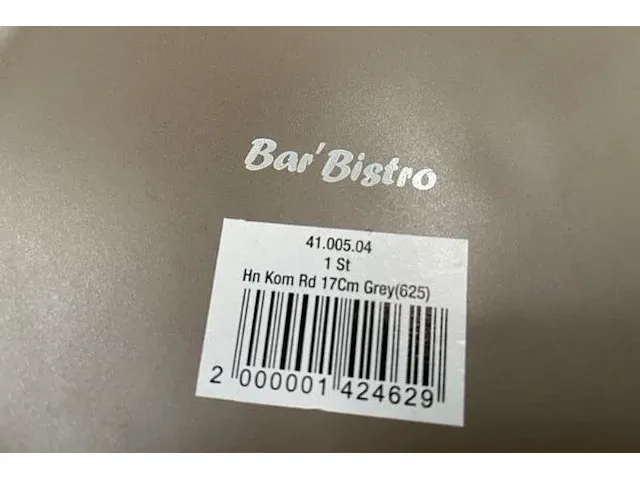 Bar'Bistro
41.005.04
1 St
Hn Kom Rd 17Cm Grey(625)
2 000001 424629